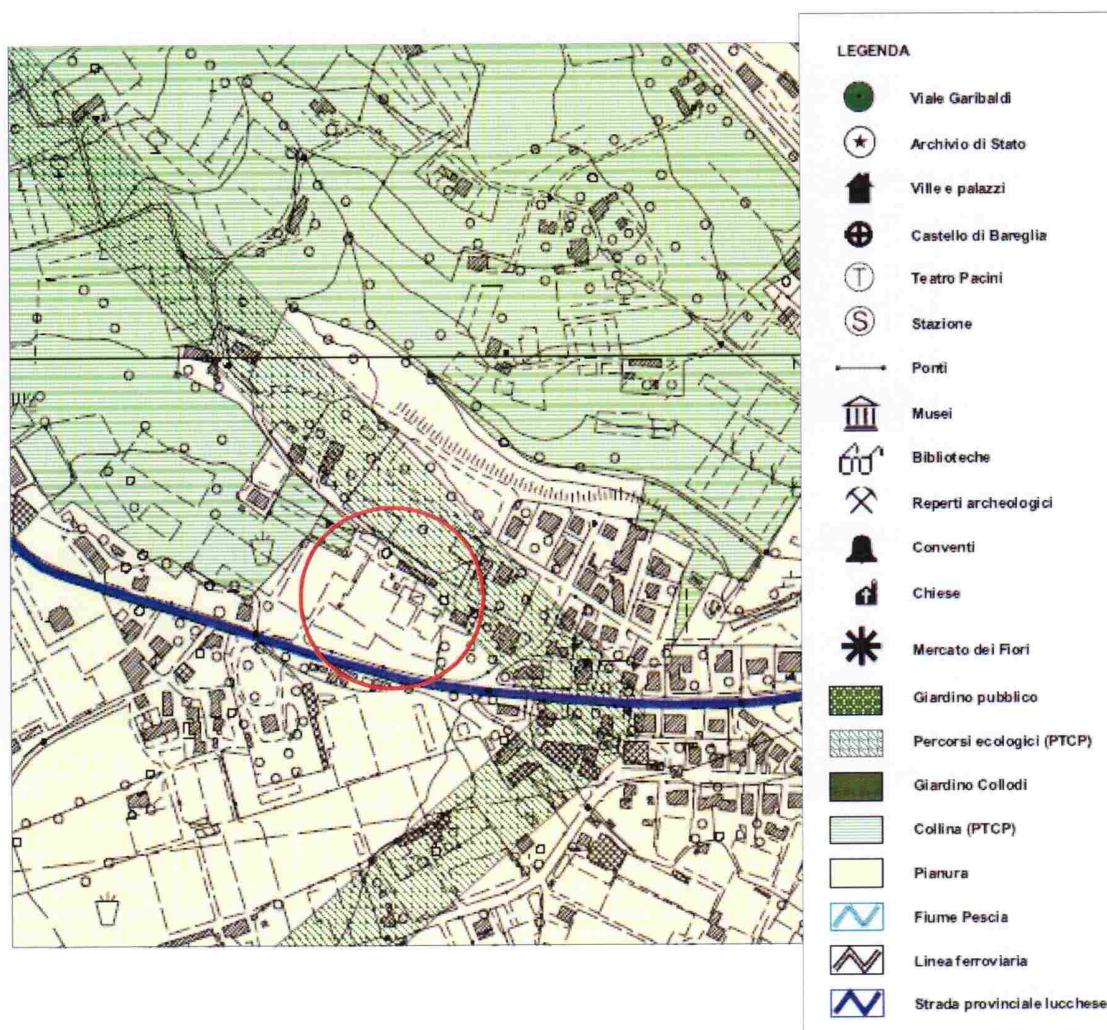 LEGENDA
Viale Garibaldi
Archivio di Stato
Ville e palazzi
Castello di Bareglia
T
Teatro Pacini
S
Stazione
Ponti
Musei
Biblioteche
Reperti archeologici
Conventi
Chiese
Mercato dei Fiori
Giardino pubblico
Percorsi ecologici (PTCP)
Giardino Collodi
Collina (PTCP)
Pianura
Fiume Pescia
Linea ferroviaria
Strada provinciale lucchese